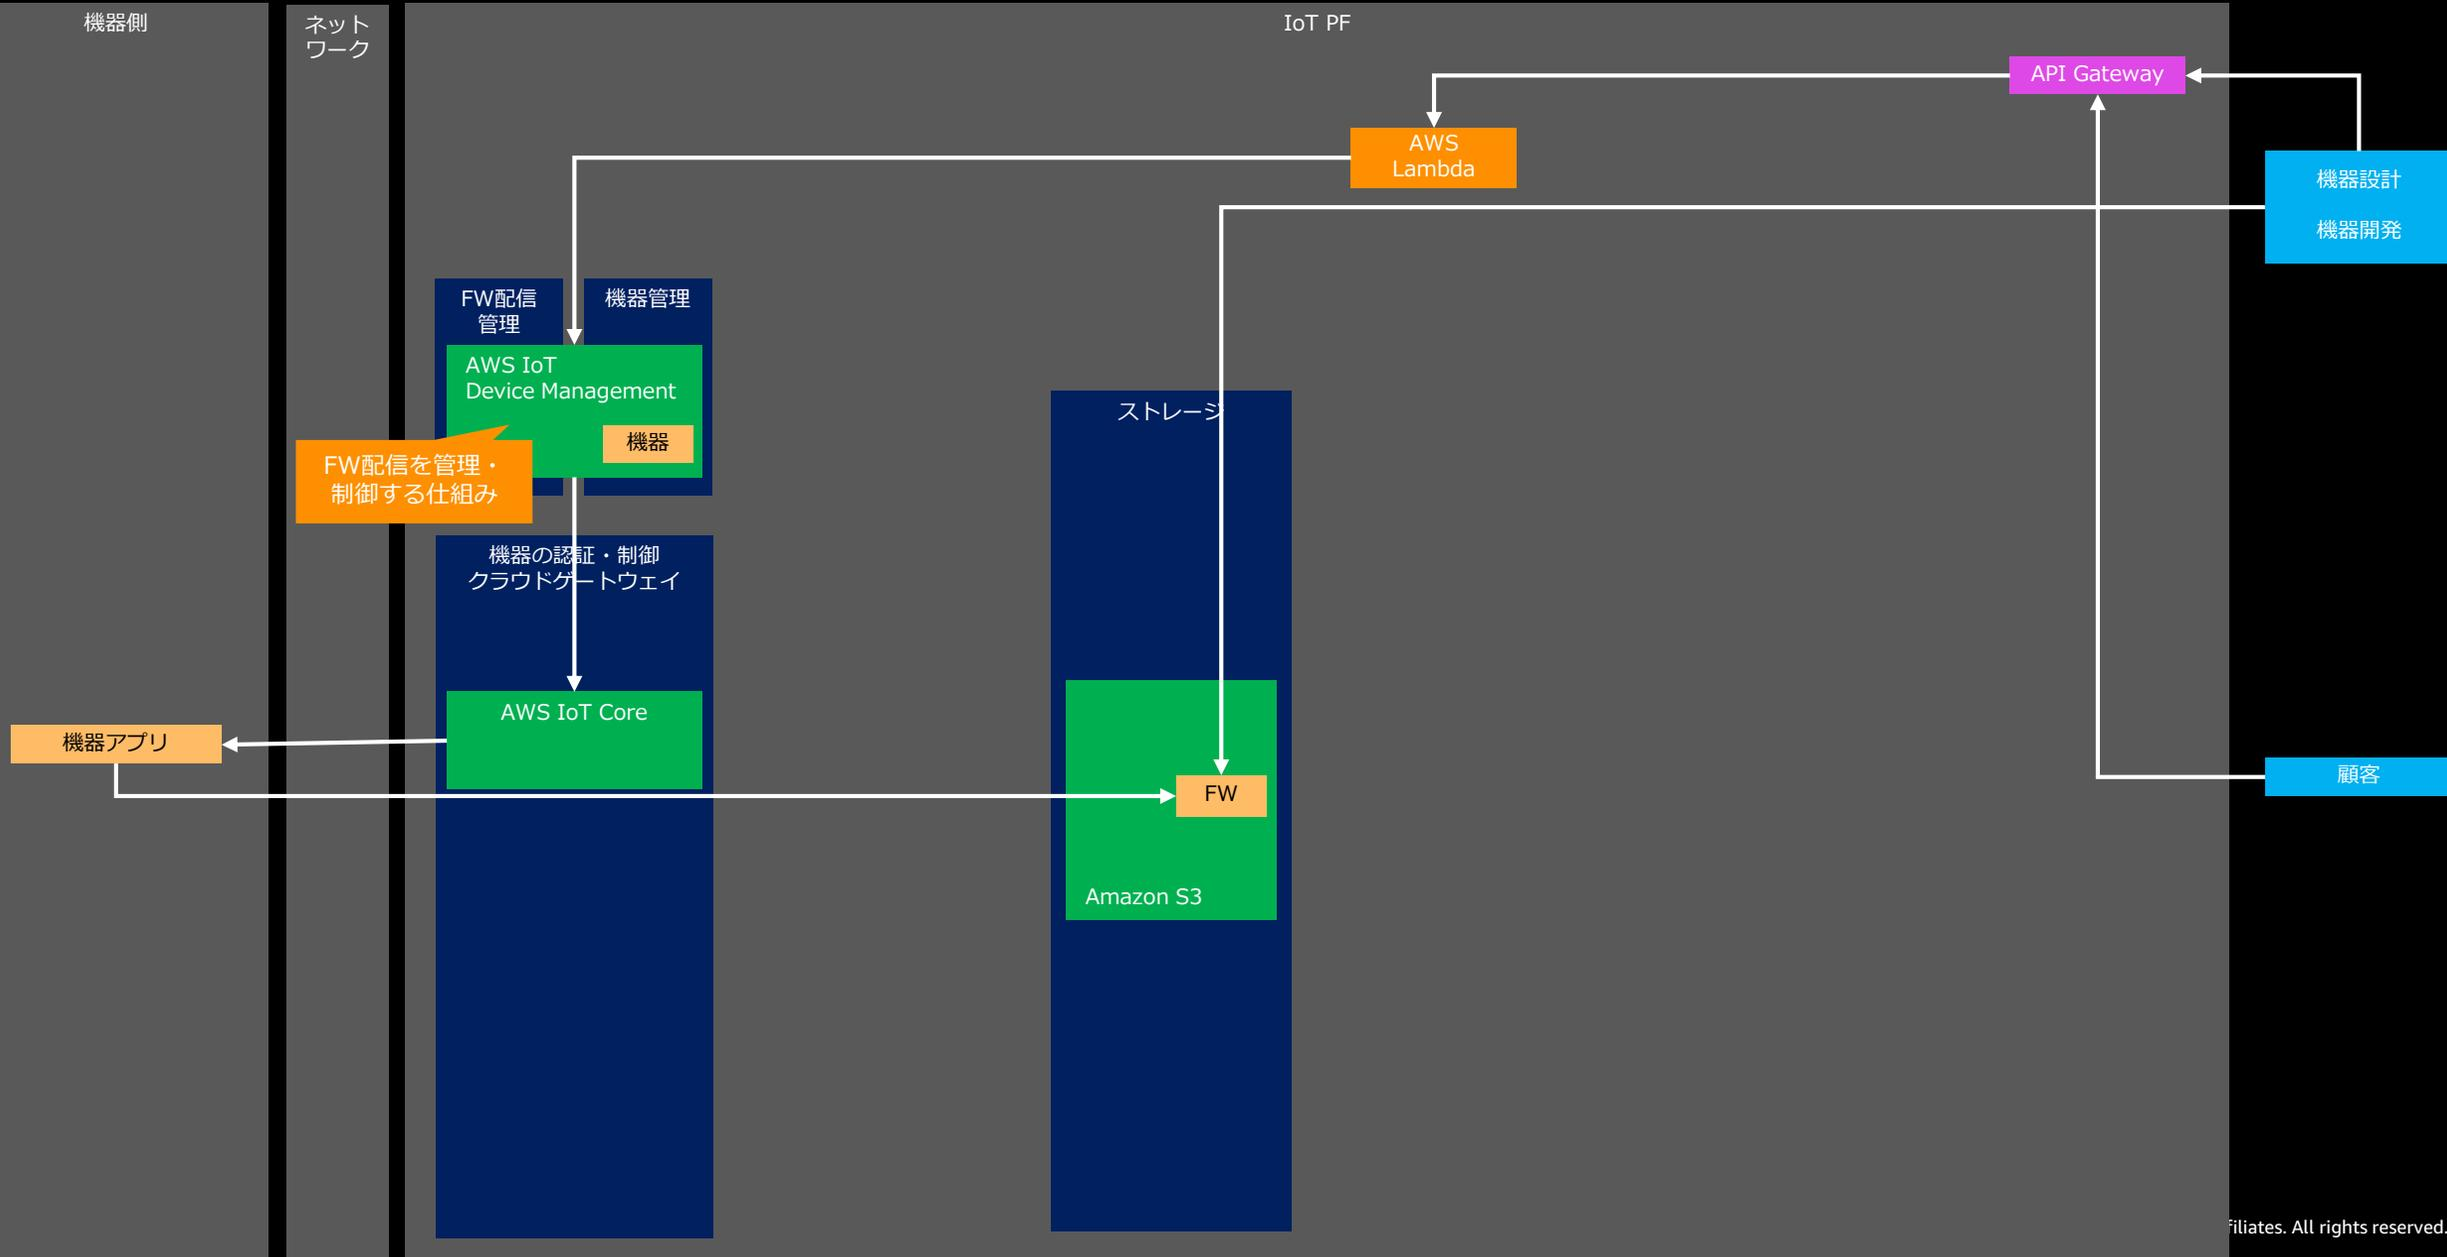 機器側
ネット
ワーク
IoT PF
API Gateway
AWS
Lambda
機器設計
機器開発
FW配信
管理
機器管理
AWS IoT
Device Management
機器
FW配信を管理・
制御する仕組み
ストレージ
機器の認証・制御
クラウドゲートウェイ
AWS IoT Core
機器アプリ
FW
顧客
Amazon S3
filiates. All rights reserved.